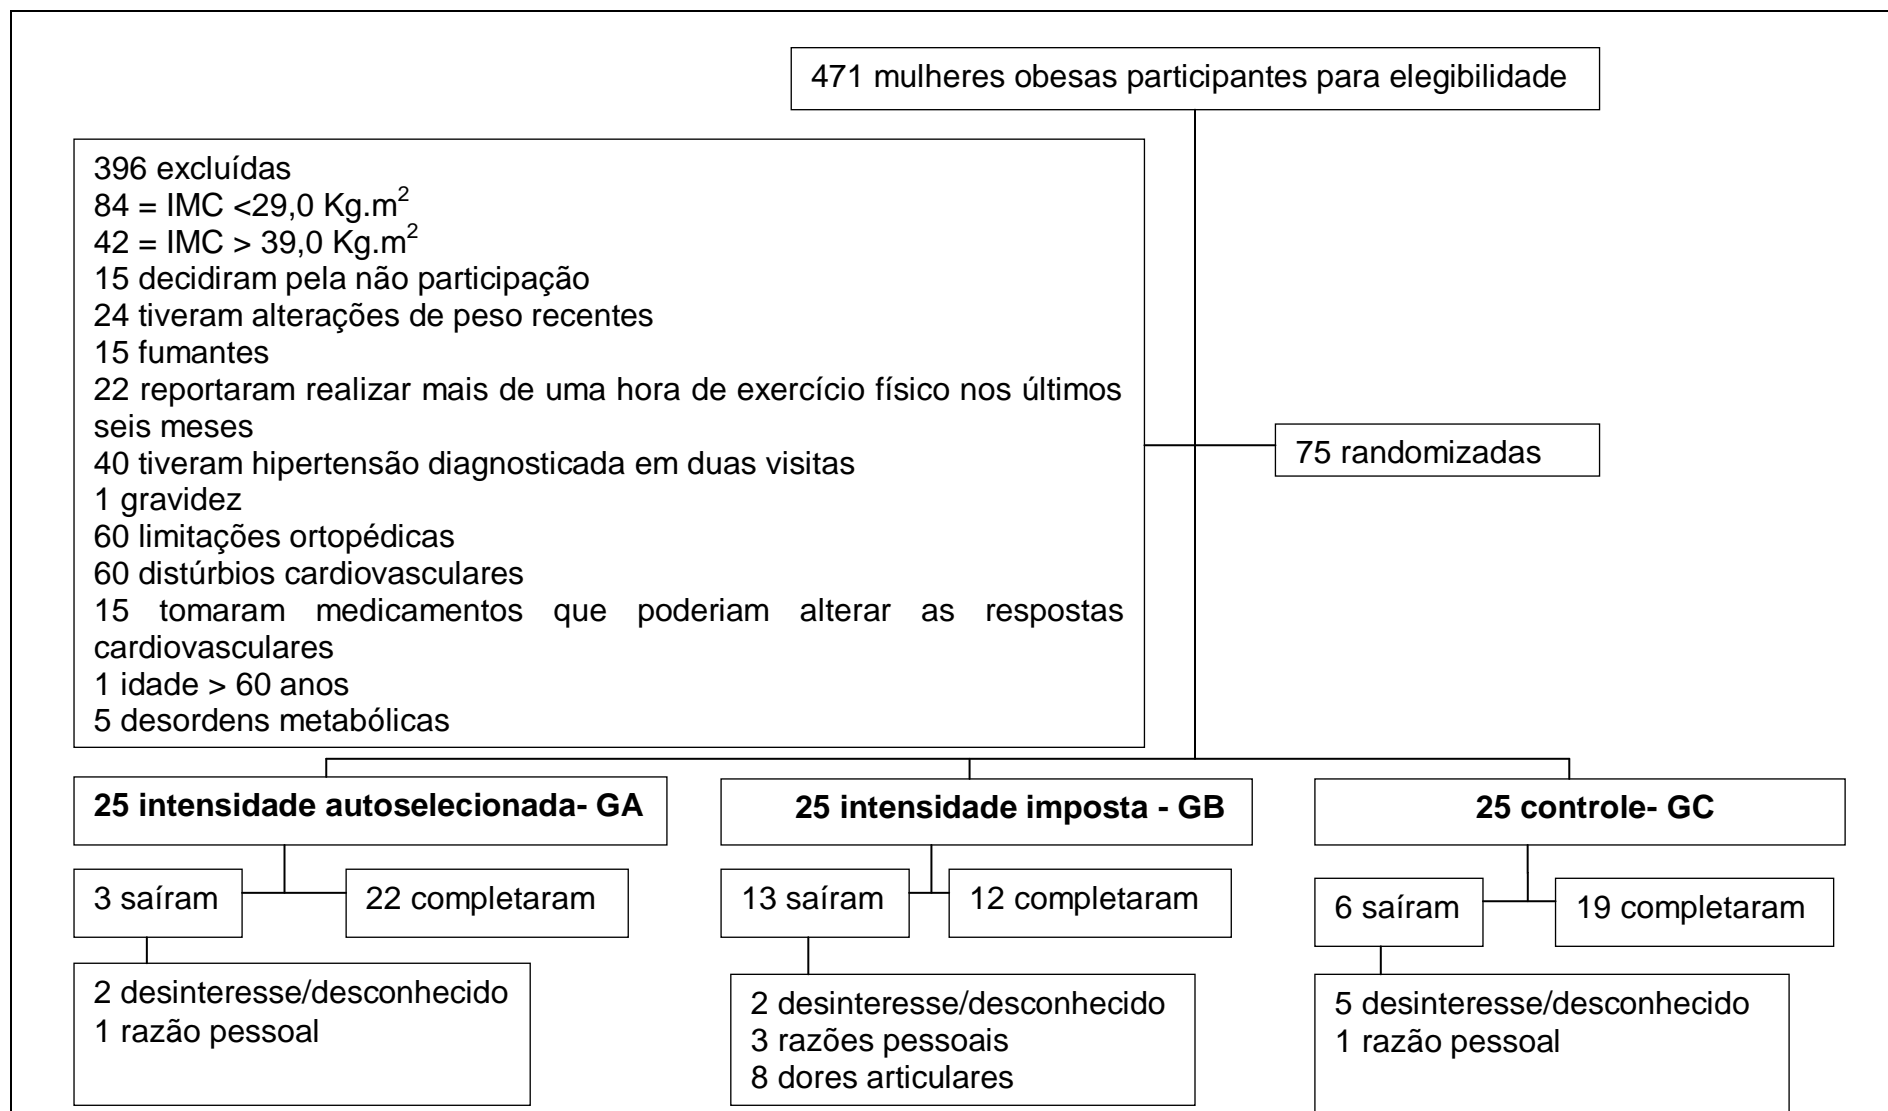 471 mulheres obesas participantes para elegibilidade
396 excluídas
84 = IMC <29,0 Kg.m²
42 = IMC > 39,0 Kg.m²
15 decidiram pela não participação
24 tiveram alterações de peso recentes
15 fumantes
22 reportaram realizar mais de uma hora de exercício físico nos últimos
seis meses
40 tiveram hipertensão diagnosticada em duas visitas
1 gravidez
60 limitações ortopédicas
60 distúrbios cardiovasculares
15 tomaram medicamentos que poderiam alterar as respostas
cardiovasculares
1 idade > 60 anos
5 desordens metabólicas
75 randomizadas
25 intensidade autoselecionada- GA
25 intensidade imposta - GB
25 controle- GC
3 saíram
22 completaram
13 saíram
12 completaram
6 saíram
19 completaram
2 desinteresse/desconhecido
1 razão pessoal
2 desinteresse/desconhecido
3 razões pessoais
8 dores articulares
5 desinteresse/desconhecido
1 razão pessoal